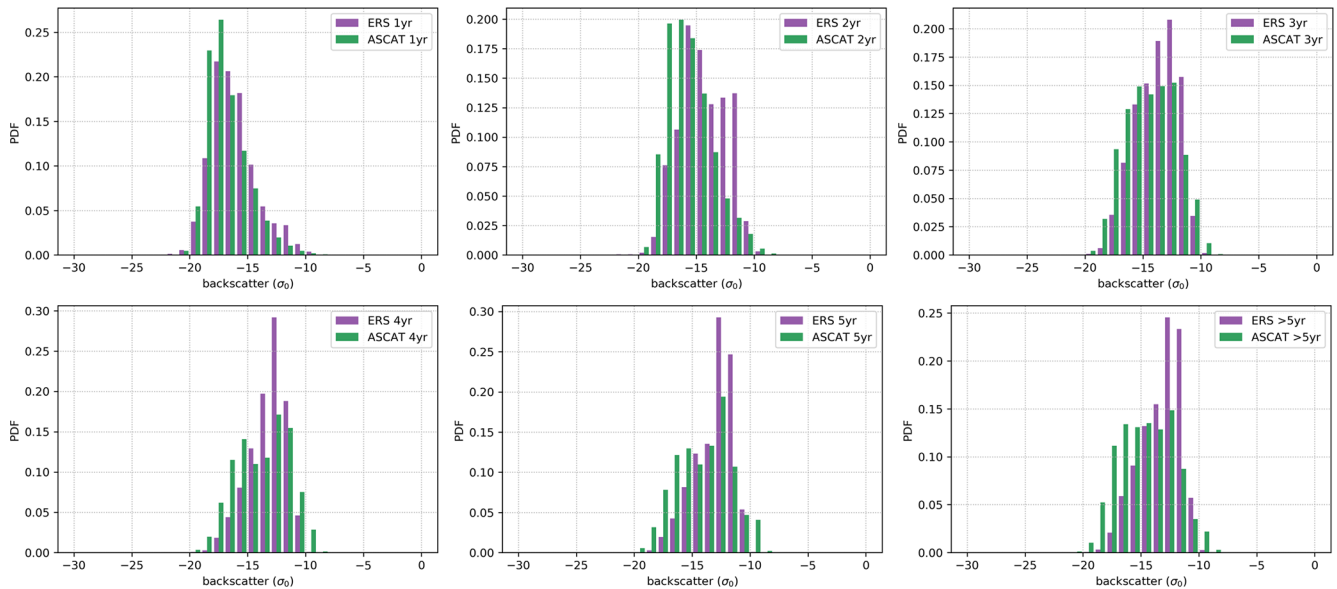 ERS 1yr
ASCAT 1yr
PDF
0.25
0.20
0.15
0.10
0.05
0.00
−30 −25 −20 −15 −10 −5 0
backscatter (σ0)
ERS 2yr
ASCAT 2yr
PDF
0.200
0.175
0.150
0.125
0.100
0.075
0.050
0.025
0.000
−30 −25 −20 −15 −10 −5 0
backscatter (σ0)
ERS 3yr
ASCAT 3yr
PDF
0.200
0.175
0.150
0.125
0.100
0.075
0.050
0.025
0.000
−30 −25 −20 −15 −10 −5 0
backscatter (σ0)
ERS 4yr
ASCAT 4yr
PDF
0.30
0.25
0.20
0.15
0.10
0.05
0.00
−30 −25 −20 −15 −10 −5 0
backscatter (σ0)
ERS 5yr
ASCAT 5yr
PDF
0.30
0.25
0.20
0.15
0.10
0.05
0.00
−30 −25 −20 −15 −10 −5 0
backscatter (σ0)
ERS >5yr
ASCAT >5yr
PDF
0.25
0.20
0.15
0.10
0.05
0.00
−30 −25 −20 −15 −10 −5 0
backscatter (σ0)